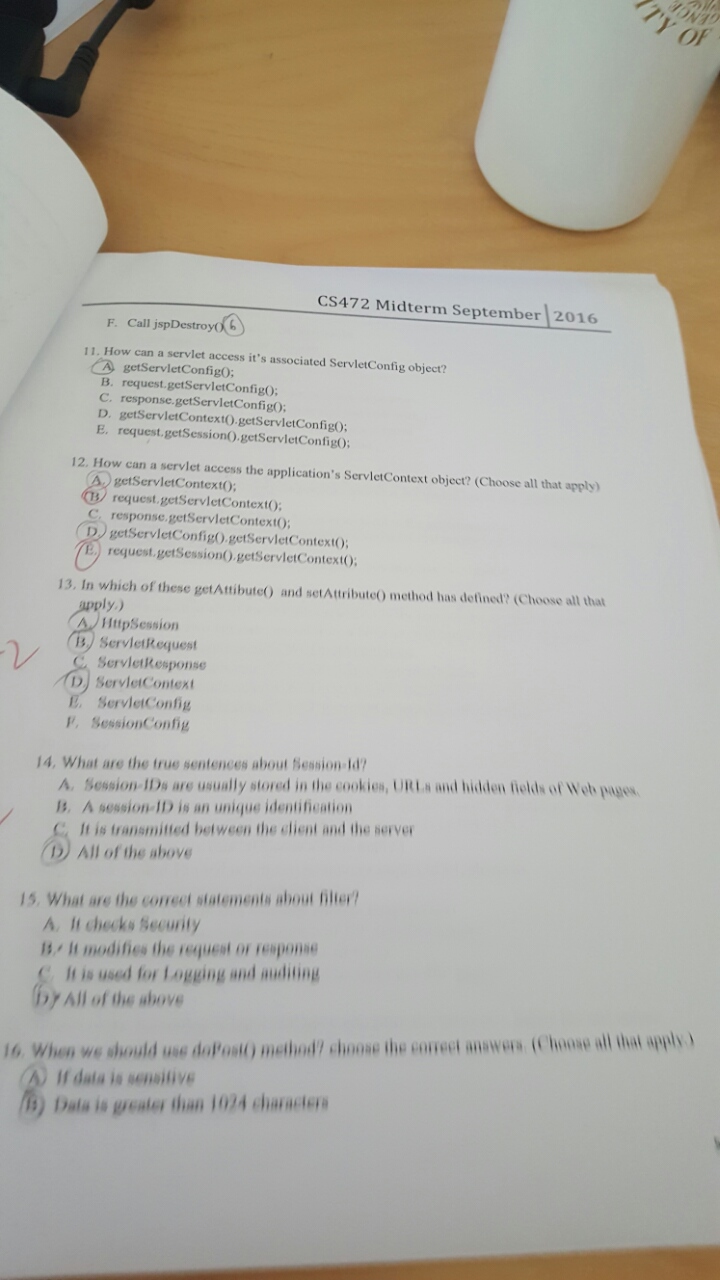 TY OF
CS472 Midterm September 2016
F. Call jspDestroy() 6
11. How can a servlet access it's associated ServletConfig object?
A. getServletConfig();
B. request.getServletConfig();
C. response.getServletConfig();
D. getServletContext().getServletConfig();
E. request.getSession().getServletConfig();
12. How can a servlet access the application's ServletContext object? (Choose all that apply)
A. getServletContext();
B. request.getServletContext();
C. response.getServletContext();
D. getServletConfig().getServletContext();
E. request.getSession().getServletContext();
13. In which of these getAttibute() and setAttribute() method has defined? (Choose all that
apply.)
A. HttpSession
B. ServletRequest
-2
C. ServletResponse
D. ServletContext
E. ServletConfig
F. SessionConfig
14. What are the true sentences about Session-Id?
A. Session-IDs are usually stored in the cookies, URLs and hidden fields of Web pages.
B. A session-ID is an unique identification
C. It is transmitted between the client and the server
D. All of the above
15. What are the correct statements about filter?
A. It checks Security
B. It modifies the request or response
C. It is used for Logging and auditing
D. All of the above
16. When we should use doPost() method? choose the correct answers. (Choose all that apply.)
A. If data is sensitive
B. Data is greater than 1024 characters